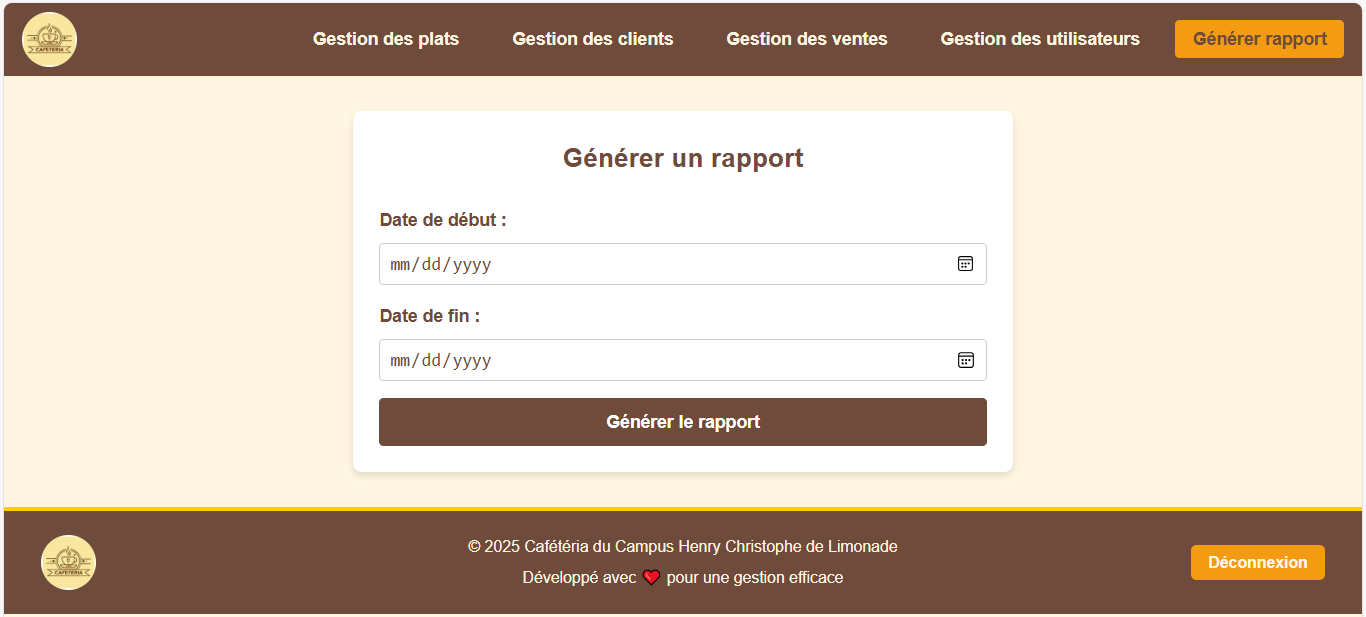 CAFETERIA
Gestion des plats
Gestion des clients
Gestion des ventes
Gestion des utilisateurs
Générer rapport
Générer un rapport
Date de début :
mm/dd/yyyy
Date de fin :
mm/dd/yyyy
Générer le rapport
CAFETERIA
© 2025 Cafétéria du Campus Henry Christophe de Limonade
Développé avec ❤️ pour une gestion efficace
Déconnexion